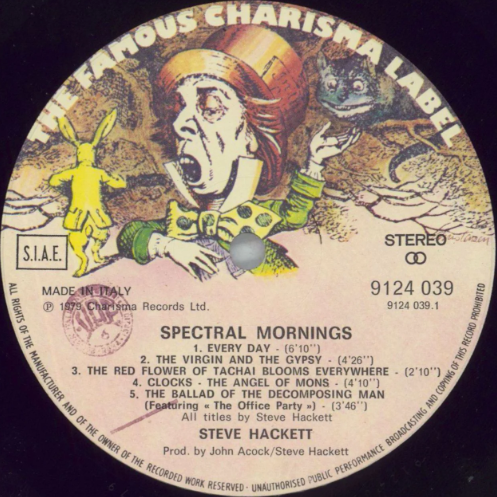 THE FAMOUS CHARISMA LABEL
S.I.A.E.
STEREO
MADE IN ITALY
℗ 1979 Charisma Records Ltd.
9124 039
9124 039.1
SPECTRAL MORNINGS
1. EVERY DAY - (6'10'')
2. THE VIRGIN AND THE GYPSY - (4'26'')
3. THE RED FLOWER OF TACHAI BLOOMS EVERYWHERE - (2'10'')
4. CLOCKS - THE ANGEL OF MONS - (4'10'')
5. THE BALLAD OF THE DECOMPOSING MAN
(Featuring « The Office Party ») - (3'46'')
All titles by Steve Hackett
STEVE HACKETT
Prod. by John Acock/Steve Hackett
ALL RIGHTS OF THE MANUFACTURER AND OF THE OWNER OF THE RECORDED WORK RESERVED - UNAUTHORISED PUBLIC PERFORMANCE BROADCASTING AND COPYING OF THIS RECORD PROHIBITED